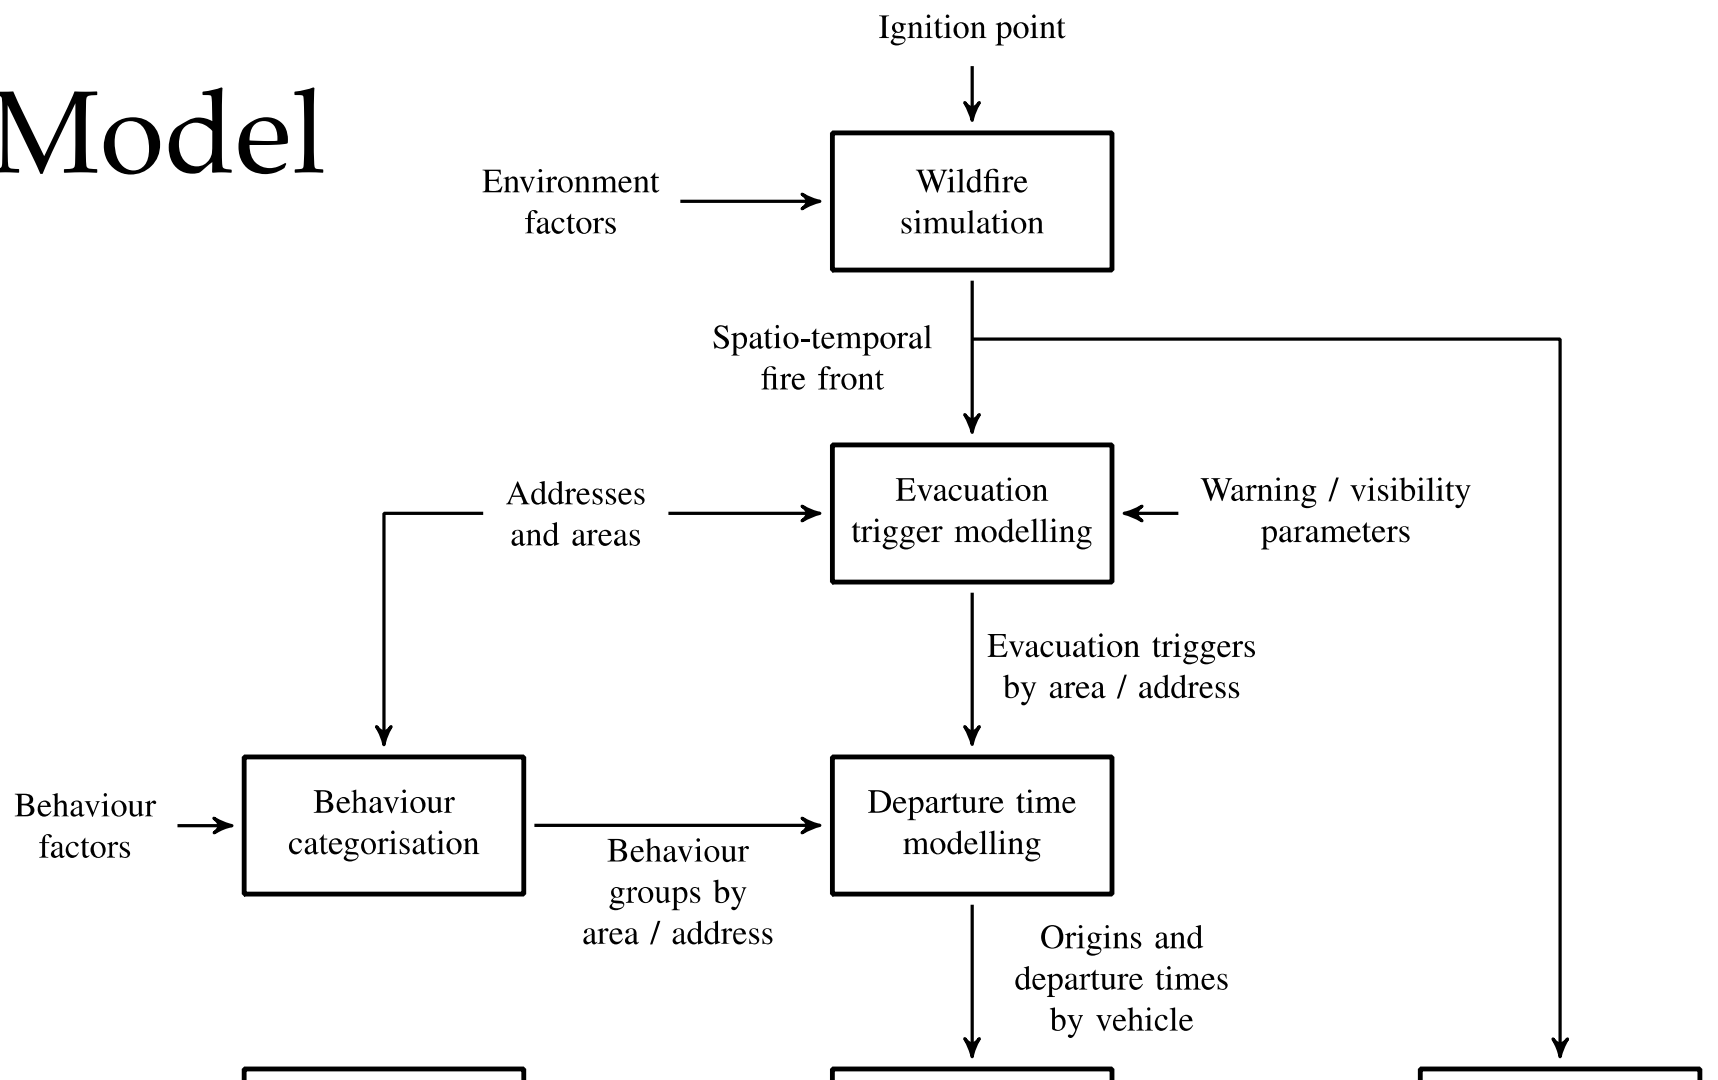 Ignition point
Model
Environment
factors
Wildfire
simulation
Spatio-temporal
fire front
Addresses
and areas
Evacuation
trigger modelling
Warning / visibility
parameters
Evacuation triggers
by area / address
Behaviour
factors
Behaviour
categorisation
Behaviour
groups by
area / address
Departure time
modelling
Origins and
departure times
by vehicle